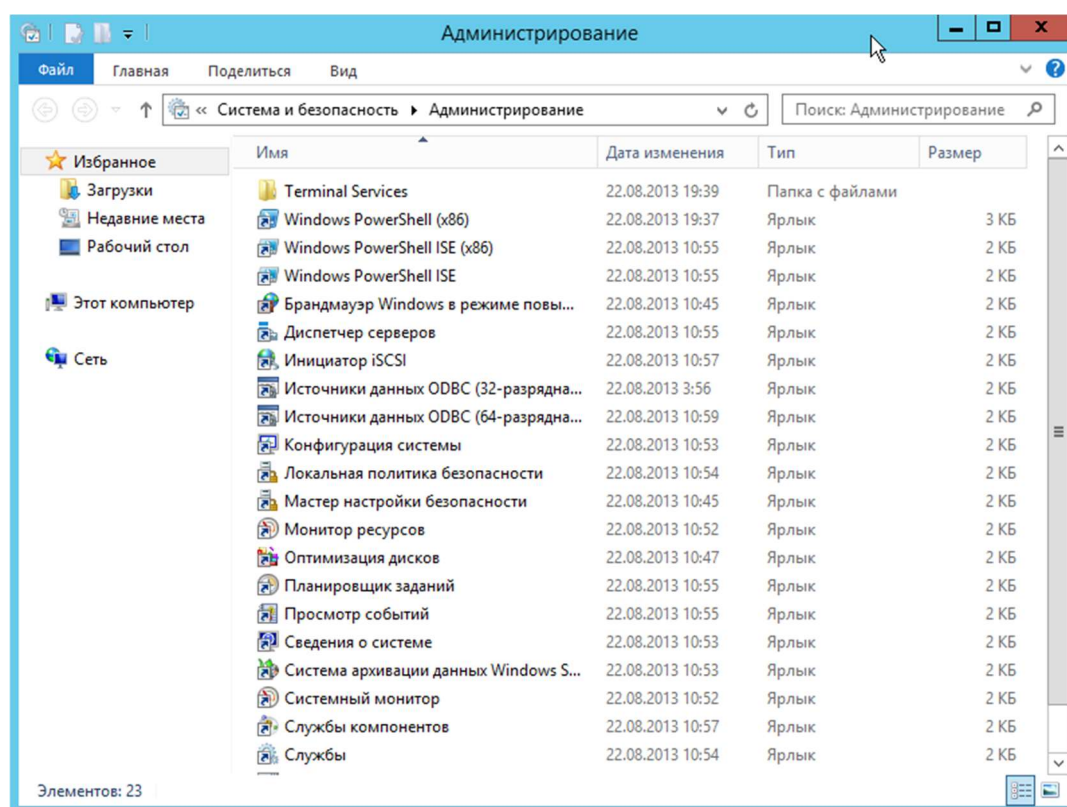 Администрирование
Файл Главная Поделиться Вид
« Система и безопасность Администрирование Поиск: Администрирование
Имя Дата изменения Тип Размер
Избранное
Загрузки
Недавние места
Рабочий стол
Этот компьютер
Сеть
Terminal Services 22.08.2013 19:39 Папка с файлами
Windows PowerShell (x86) 22.08.2013 19:37 Ярлык 3 КБ
Windows PowerShell ISE (x86) 22.08.2013 10:55 Ярлык 2 КБ
Windows PowerShell ISE 22.08.2013 10:55 Ярлык 2 КБ
Брандмауэр Windows в режиме повы... 22.08.2013 10:45 Ярлык 2 КБ
Диспетчер серверов 22.08.2013 10:55 Ярлык 2 КБ
Инициатор iSCSI 22.08.2013 10:57 Ярлык 2 КБ
Источники данных ODBC (32-разрядна... 22.08.2013 3:56 Ярлык 2 КБ
Источники данных ODBC (64-разрядна... 22.08.2013 10:59 Ярлык 2 КБ
Конфигурация системы 22.08.2013 10:53 Ярлык 2 КБ
Локальная политика безопасности 22.08.2013 10:54 Ярлык 2 КБ
Мастер настройки безопасности 22.08.2013 10:45 Ярлык 2 КБ
Монитор ресурсов 22.08.2013 10:52 Ярлык 2 КБ
Оптимизация дисков 22.08.2013 10:47 Ярлык 2 КБ
Планировщик заданий 22.08.2013 10:55 Ярлык 2 КБ
Просмотр событий 22.08.2013 10:55 Ярлык 2 КБ
Сведения о системе 22.08.2013 10:53 Ярлык 2 КБ
Система архивации данных Windows S... 22.08.2013 10:53 Ярлык 2 КБ
Системный монитор 22.08.2013 10:52 Ярлык 2 КБ
Службы компонентов 22.08.2013 10:57 Ярлык 2 КБ
Службы 22.08.2013 10:54 Ярлык 2 КБ
Элементов: 23